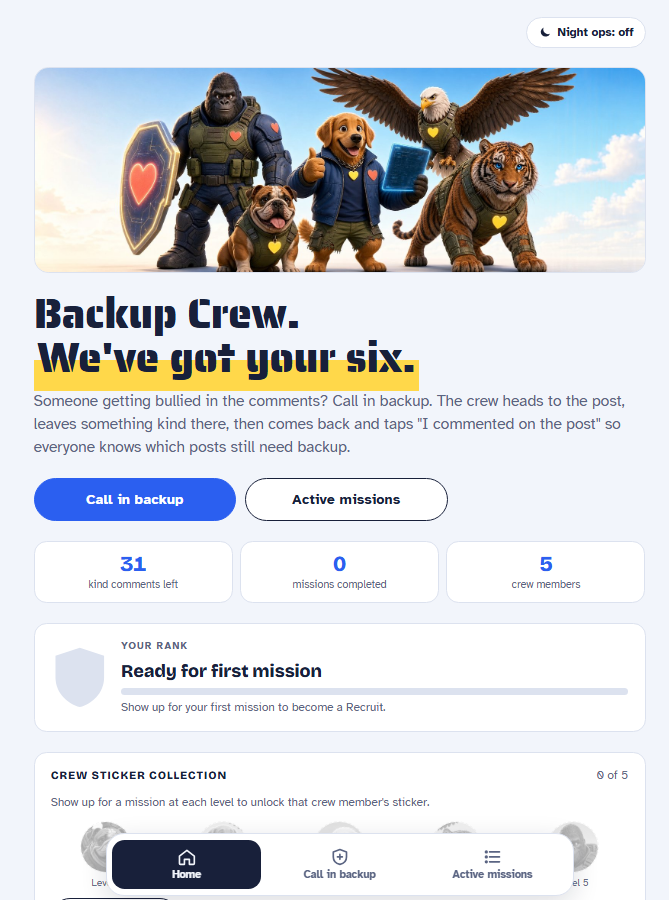 Night ops: off
Backup Crew.
We've got your six.
Someone getting bullied in the comments? Call in backup. The crew heads to the post,
leaves something kind there, then comes back and taps "I commented on the post" so
everyone knows which posts still need backup.
Call in backup
Active missions
31
kind comments left
0
missions completed
5
crew members
YOUR RANK
Ready for first mission
Show up for your first mission to become a Recruit.
CREW STICKER COLLECTION
0 of 5
Show up for a mission at each level to unlock that crew member's sticker.
Home
Call in backup
Active missions
5